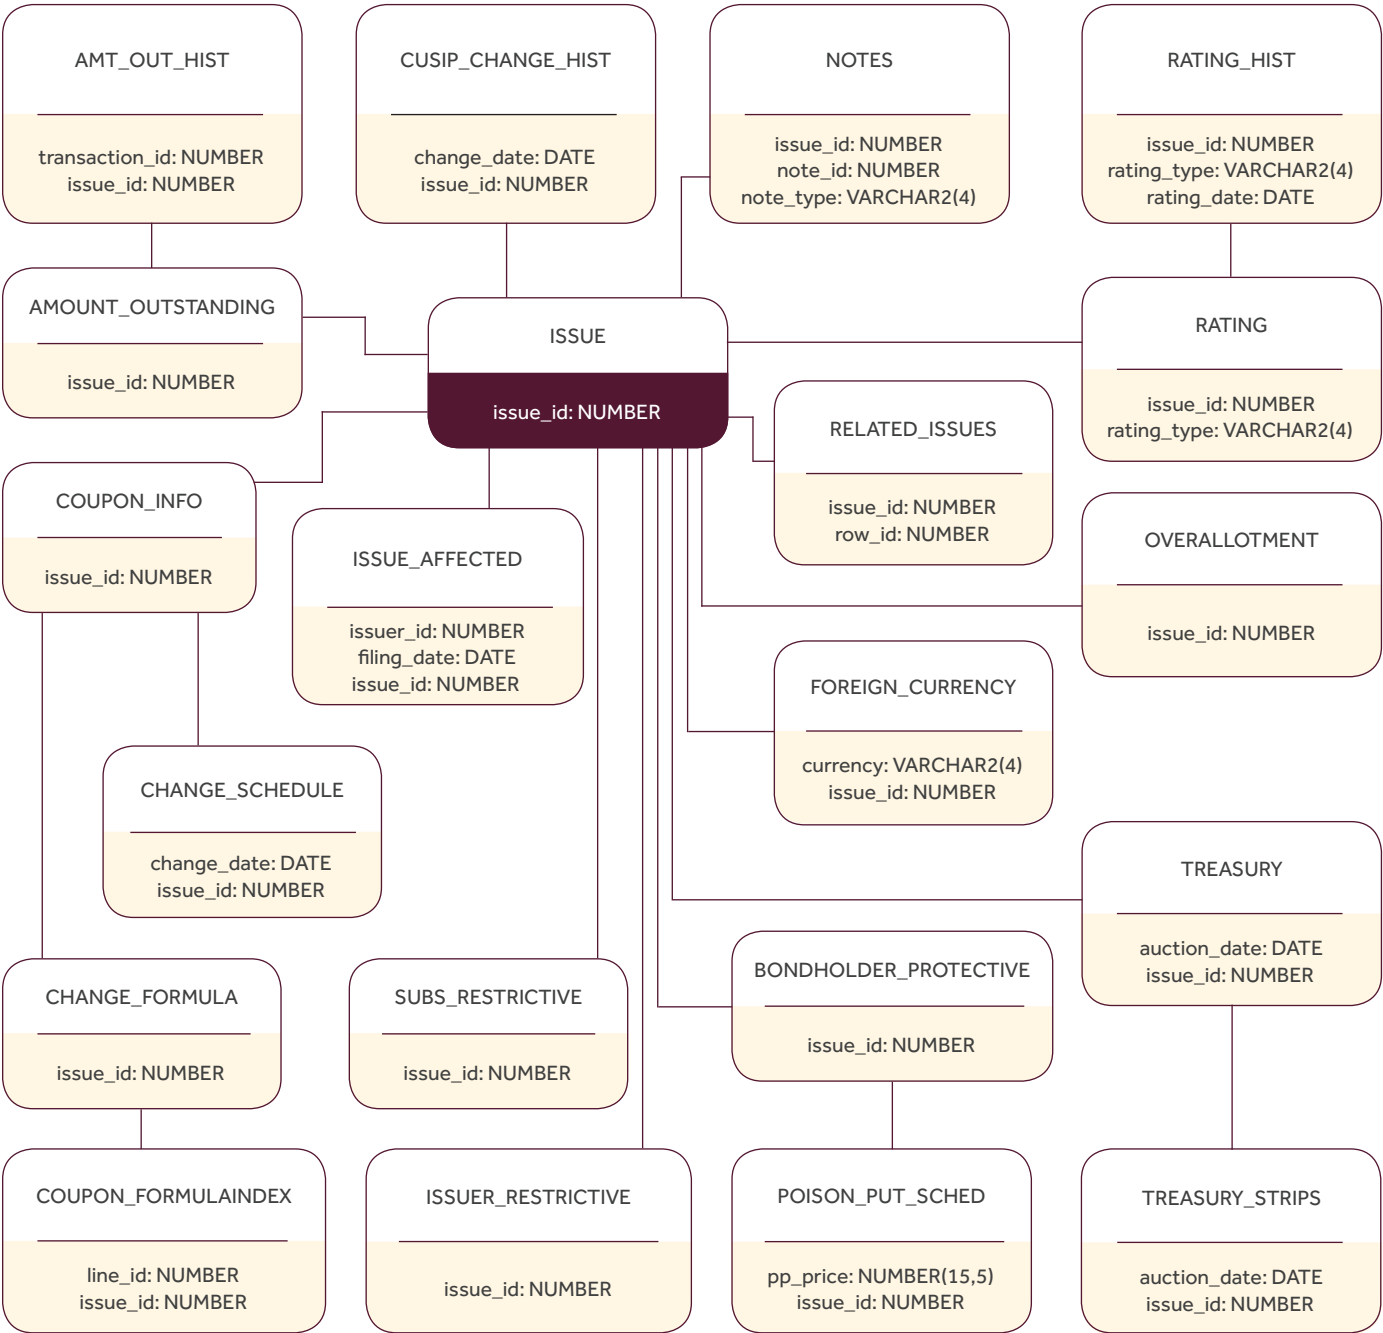 AMT_OUT_HIST
transaction_id: NUMBER
issue_id: NUMBER
CUSIP_CHANGE_HIST
change_date: DATE
issue_id: NUMBER
NOTES
issue_id: NUMBER
note_id: NUMBER
note_type: VARCHAR2(4)
RATING_HIST
issue_id: NUMBER
rating_type: VARCHAR2(4)
rating_date: DATE
AMOUNT_OUTSTANDING
issue_id: NUMBER
ISSUE
issue_id: NUMBER
RATING
issue_id: NUMBER
rating_type: VARCHAR2(4)
RELATED_ISSUES
issue_id: NUMBER
row_id: NUMBER
COUPON_INFO
issue_id: NUMBER
ISSUE_AFFECTED
issuer_id: NUMBER
filing_date: DATE
issue_id: NUMBER
OVERALLOTMENT
issue_id: NUMBER
FOREIGN_CURRENCY
currency: VARCHAR2(4)
issue_id: NUMBER
CHANGE_SCHEDULE
change_date: DATE
issue_id: NUMBER
TREASURY
auction_date: DATE
issue_id: NUMBER
CHANGE_FORMULA
issue_id: NUMBER
SUBS_RESTRICTIVE
issue_id: NUMBER
BONDHOLDER_PROTECTIVE
issue_id: NUMBER
COUPON_FORMULAINDEX
line_id: NUMBER
issue_id: NUMBER
ISSUER_RESTRICTIVE
issue_id: NUMBER
POISON_PUT_SCHED
pp_price: NUMBER(15,5)
issue_id: NUMBER
TREASURY_STRIPS
auction_date: DATE
issue_id: NUMBER